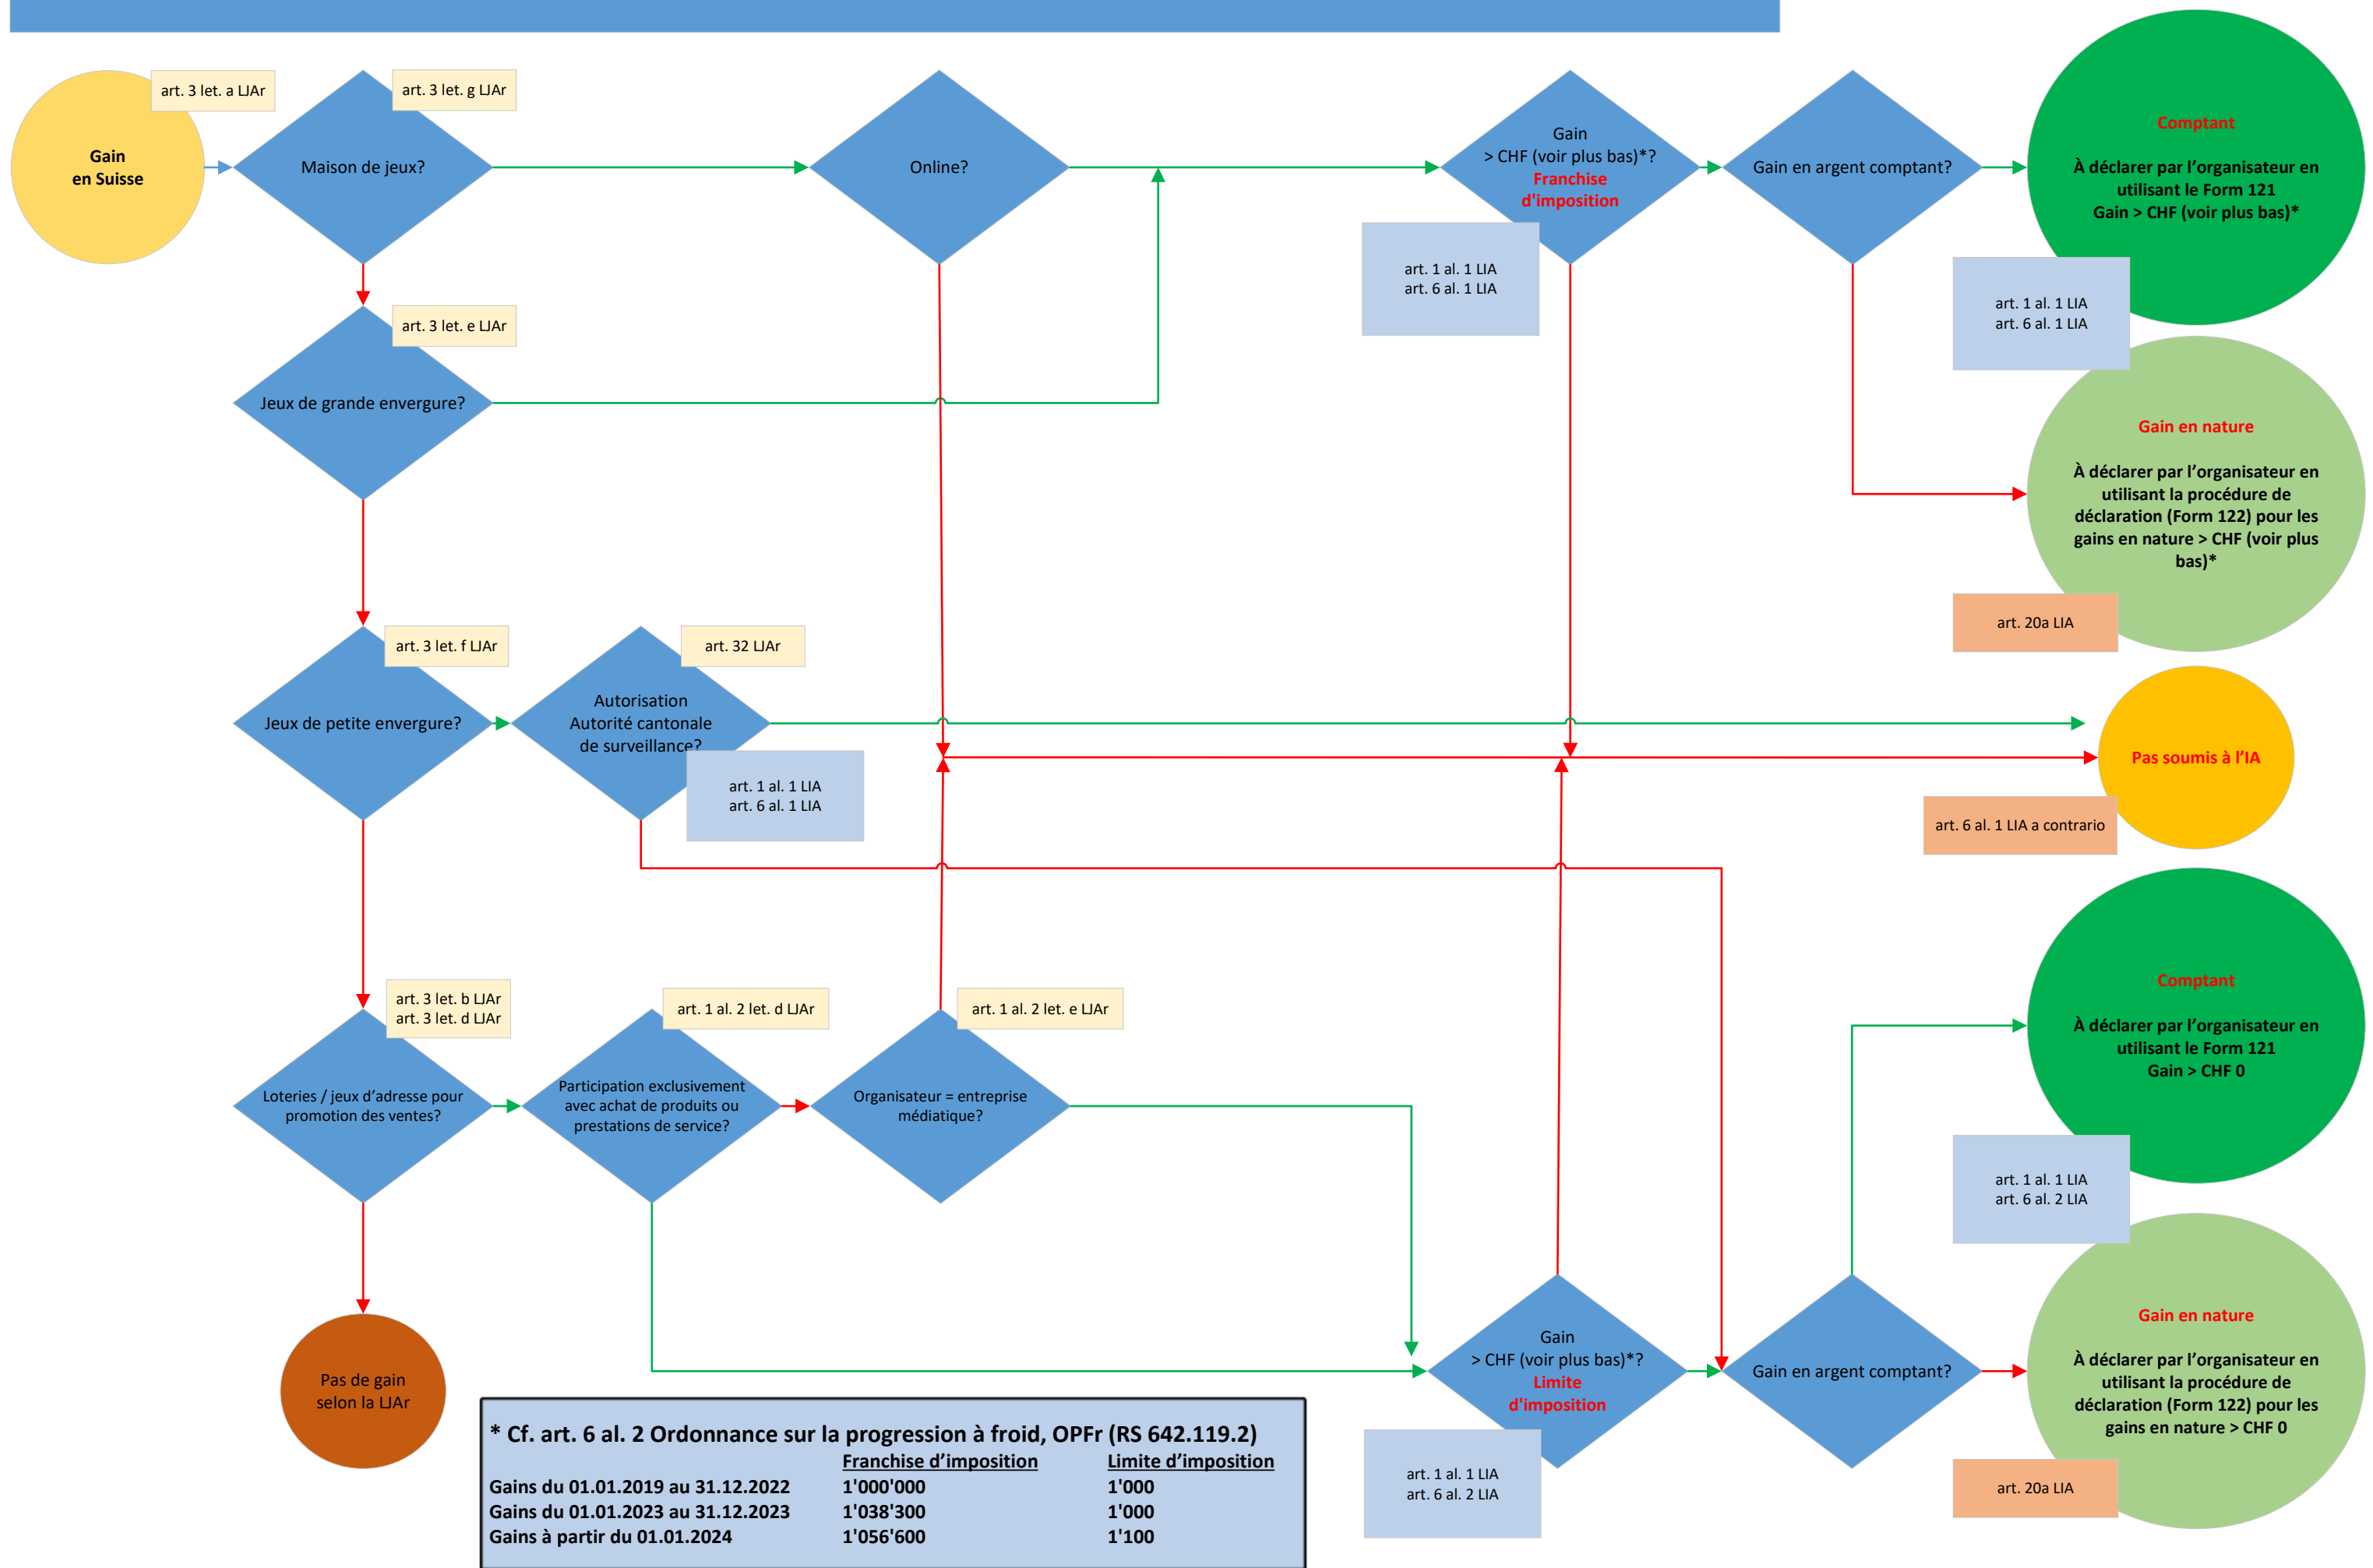 art. 3 let. a LJAr
Gain
en Suisse
art. 3 let. g LJAr
Maison de jeux?
Online?
Gain
> CHF (voir plus bas)*?
Franchise
d'imposition
art. 1 al. 1 LIA
art. 6 al. 1 LIA
Gain en argent comptant?
Comptant
À déclarer par l’organisateur en
utilisant le Form 121
Gain > CHF (voir plus bas)*
art. 1 al. 1 LIA
art. 6 al. 1 LIA
art. 3 let. e LJAr
Jeux de grande envergure?
Gain en nature
À déclarer par l’organisateur en
utilisant la procédure de
déclaration (Form 122) pour les
gains en nature > CHF (voir plus
bas)*
art. 20a LIA
art. 3 let. f LJAr
Jeux de petite envergure?
art. 32 LJAr
Autorisation
Autorité cantonale
de surveillance?
art. 1 al. 1 LIA
art. 6 al. 1 LIA
Pas soumis à l’IA
art. 6 al. 1 LIA a contrario
art. 3 let. b LJAr
art. 3 let. d LJAr
Loteries / jeux d’adresse pour
promotion des ventes?
art. 1 al. 2 let. d LJAr
Participation exclusivement
avec achat de produits ou
prestations de service?
art. 1 al. 2 let. e LJAr
Organisateur = entreprise
médiatique?
Comptant
À déclarer par l’organisateur en
utilisant le Form 121
Gain > CHF 0
art. 1 al. 1 LIA
art. 6 al. 2 LIA
Pas de gain
selon la LJAr
Gain
> CHF (voir plus bas)*?
Limite
d'imposition
art. 1 al. 1 LIA
art. 6 al. 2 LIA
Gain en argent comptant?
Gain en nature
À déclarer par l’organisateur en
utilisant la procédure de
déclaration (Form 122) pour les
gains en nature > CHF 0
art. 20a LIA
* Cf. art. 6 al. 2 Ordonnance sur la progression à froid, OPFr (RS 642.119.2)
Franchise d’imposition Limite d’imposition
Gains du 01.01.2019 au 31.12.2022 1'000'000 1'000
Gains du 01.01.2023 au 31.12.2023 1'038'300 1'000
Gains à partir du 01.01.2024 1'056'600 1'100